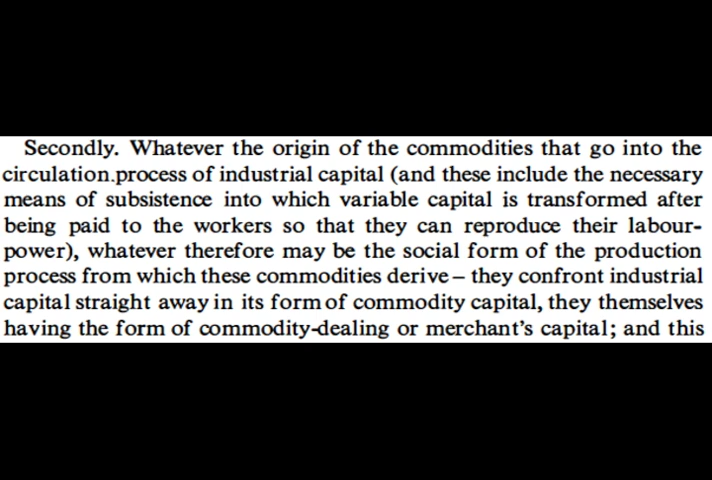 Secondly. Whatever the origin of the commodities that go into the
circulation.process of industrial capital (and these include the necessary
means of subsistence into which variable capital is transformed after
being paid to the workers so that they can reproduce their labour-
power), whatever therefore may be the social form of the production
process from which these commodities derive – they confront industrial
capital straight away in its form of commodity capital, they themselves
having the form of commodity-dealing or merchant's capital; and this